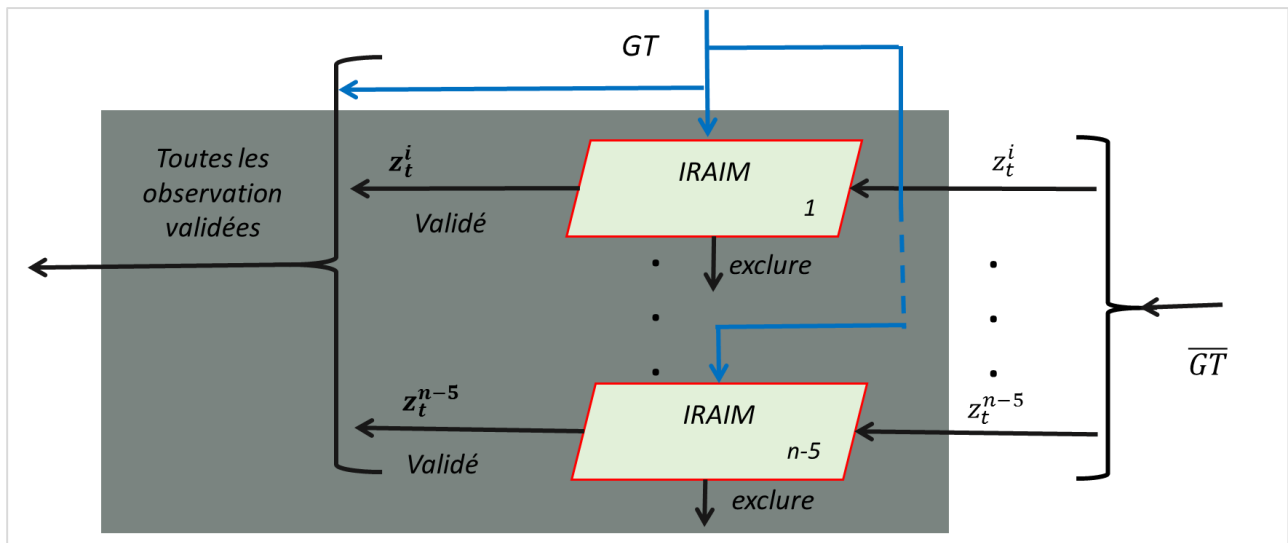 GT
Toutes les
observation
validées
z_t^i
Validé
IRAIM
1
z_t^i
exclure
z_t^{n-5}
Validé
IRAIM
n-5
z_t^{n-5}
exclure
\overline{GT}